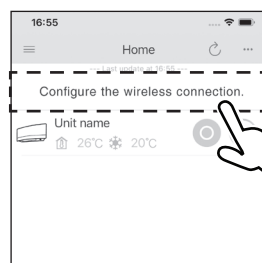 16:55
Home
--- Last update at 16:55 ---
Configure the wireless connection.
Unit name
26°C 20°C